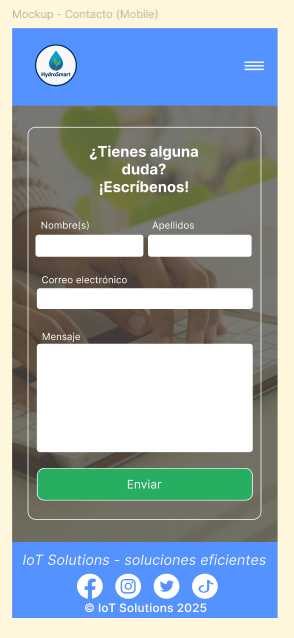 Mockup - Contacto (Mobile)
HydroSmart
¿Tienes alguna
duda?
¡Escríbenos!
Nombre(s) Apellidos
Correo electrónico
Mensaje
Enviar
IoT Solutions - soluciones eficientes
© IoT Solutions 2025